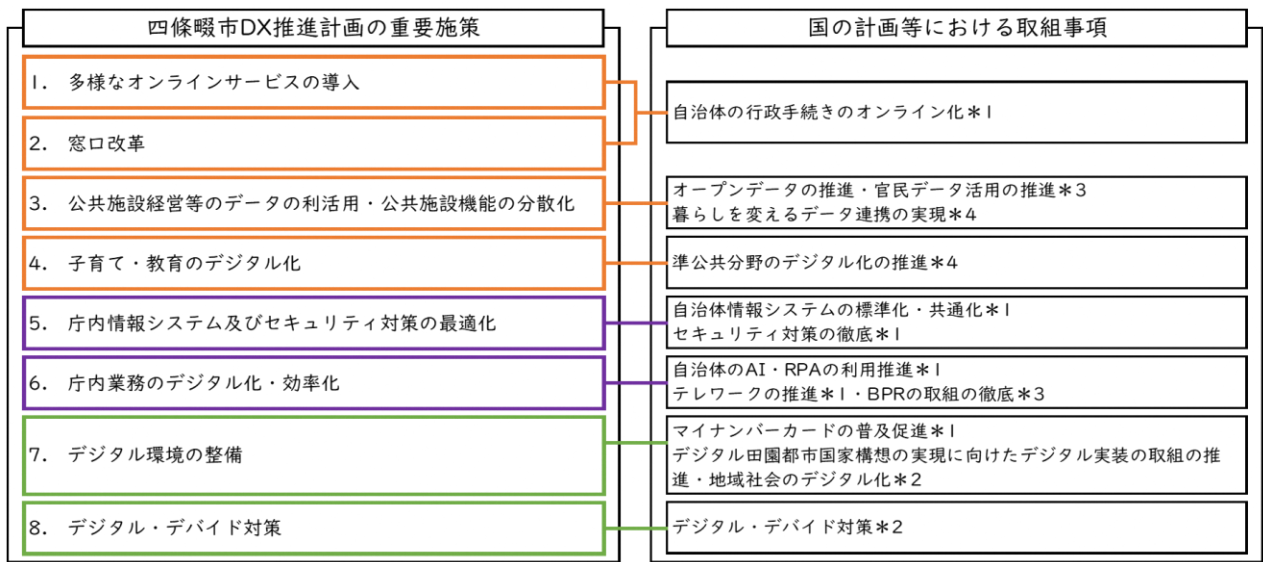 四條畷市DX推進計画の重要施策
国の計画等における取組事項
1. 多様なオンラインサービスの導入
2. 窓口改革
自治体の行政手続きのオンライン化*1
3. 公共施設経営等のデータの利活用・公共施設機能の分散化
オープンデータの推進・官民データ活用の推進*3
暮らしを変えるデータ連携の実現*4
4. 子育て・教育のデジタル化
準公共分野のデジタル化の推進*4
5. 庁内情報システム及びセキュリティ対策の最適化
自治体情報システムの標準化・共通化*1
セキュリティ対策の徹底*1
6. 庁内業務のデジタル化・効率化
自治体のAI・RPAの利用推進*1
テレワークの推進*1・BPRの取組の徹底*3
7. デジタル環境の整備
マイナンバーカードの普及促進*1
デジタル田園都市国家構想の実現に向けたデジタル実装の取組の推
進・地域社会のデジタル化*2
8. デジタル・デバイド対策
デジタル・デバイド対策*2